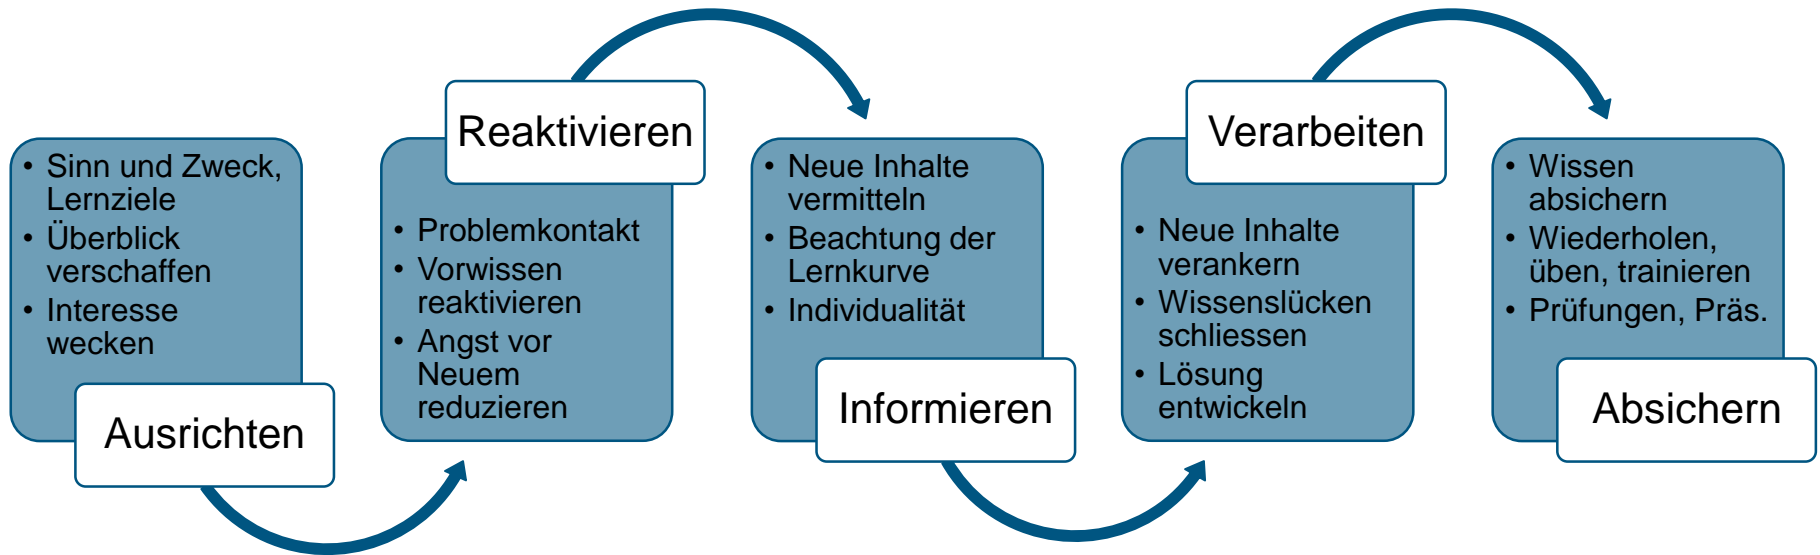 • Sinn und Zweck,
Lernziele
• Überblick
verschaffen
• Interesse
wecken
Ausrichten
Reaktivieren
• Problemkontakt
• Vorwissen
reaktivieren
• Angst vor
Neuem
reduzieren
• Neue Inhalte
vermitteln
• Beachtung der
Lernkurve
• Individualität
Informieren
Verarbeiten
• Neue Inhalte
verankern
• Wissenslücken
schliessen
• Lösung
entwickeln
• Wissen
absichern
• Wiederholen,
üben, trainieren
• Prüfungen, Präs.
Absichern